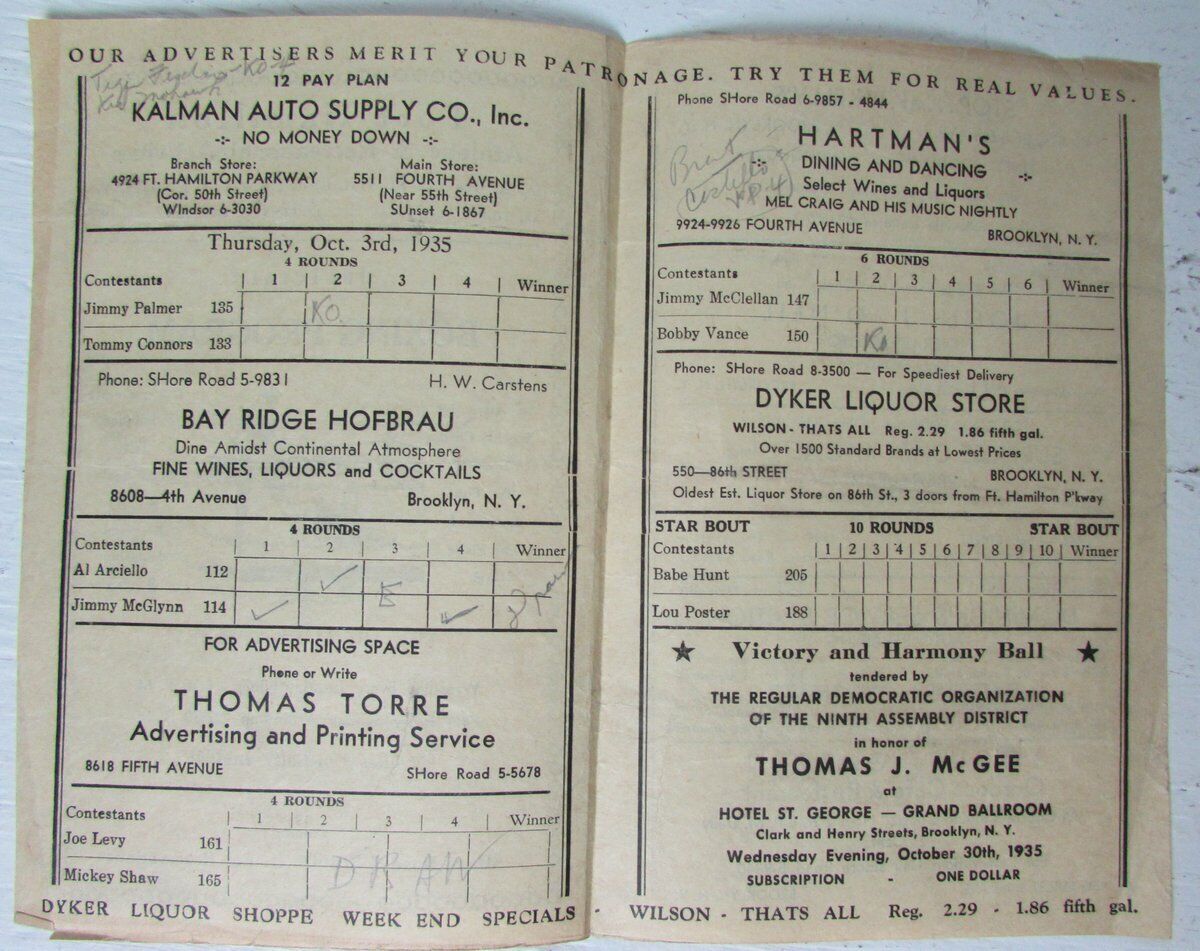 OUR ADVERTISERS MERIT YOUR PATRONAGE. TRY THEM FOR REAL VALUES.
12 PAY PLAN
KALMAN AUTO SUPPLY CO., Inc.
-:- NO MONEY DOWN -:-
Branch Store: Main Store:
4924 FT. HAMILTON PARKWAY 5511 FOURTH AVENUE
(Cor. 50th Street) (Near 55th Street)
WIndsor 6-3030 SUnset 6-1867
Thursday, Oct. 3rd, 1935
4 ROUNDS
Contestants 1 2 3 4 Winner
Jimmy Palmer 135 KO.
Tommy Connors 133
Phone: SHore Road 5-9831 H. W. Carstens
BAY RIDGE HOFBRAU
Dine Amidst Continental Atmosphere
FINE WINES, LIQUORS and COCKTAILS
8608—4th Avenue Brooklyn, N. Y.
4 ROUNDS
Contestants 1 2 3 4 Winner
Al Arciello 112 ✓
Jimmy McGlynn 114 ✓ E ✓
FOR ADVERTISING SPACE
Phone or Write
THOMAS TORRE
Advertising and Printing Service
8618 FIFTH AVENUE SHore Road 5-5678
4 ROUNDS
Contestants 1 2 3 4 Winner
Joe Levy 161
Mickey Shaw 165 DRAW
DYKER LIQUOR SHOPPE WEEK END SPECIALS - WILSON - THATS ALL Reg. 2.29 - 1.86 fifth gal.
Phone SHore Road 6-9857 - 4844
HARTMAN'S
-:- DINING AND DANCING -:-
Select Wines and Liquors
MEL CRAIG AND HIS MUSIC NIGHTLY
9924-9926 FOURTH AVENUE BROOKLYN, N. Y.
6 ROUNDS
Contestants 1 2 3 4 5 6 Winner
Jimmy McClellan 147
Bobby Vance 150 KO
Phone: SHore Road 8-3500 — For Speediest Delivery
DYKER LIQUOR STORE
WILSON - THATS ALL Reg. 2.29 1.86 fifth gal.
Over 1500 Standard Brands at Lowest Prices
550—86th STREET BROOKLYN, N. Y.
Oldest Est. Liquor Store on 86th St., 3 doors from Ft. Hamilton P'kway
STAR BOUT 10 ROUNDS STAR BOUT
Contestants 1 2 3 4 5 6 7 8 9 10 Winner
Babe Hunt 205
Lou Poster 188
★ Victory and Harmony Ball ★
tendered by
THE REGULAR DEMOCRATIC ORGANIZATION
OF THE NINTH ASSEMBLY DISTRICT
in honor of
THOMAS J. McGEE
at
HOTEL ST. GEORGE — GRAND BALLROOM
Clark and Henry Streets, Brooklyn, N. Y.
Wednesday Evening, October 30th, 1935
SUBSCRIPTION - ONE DOLLAR